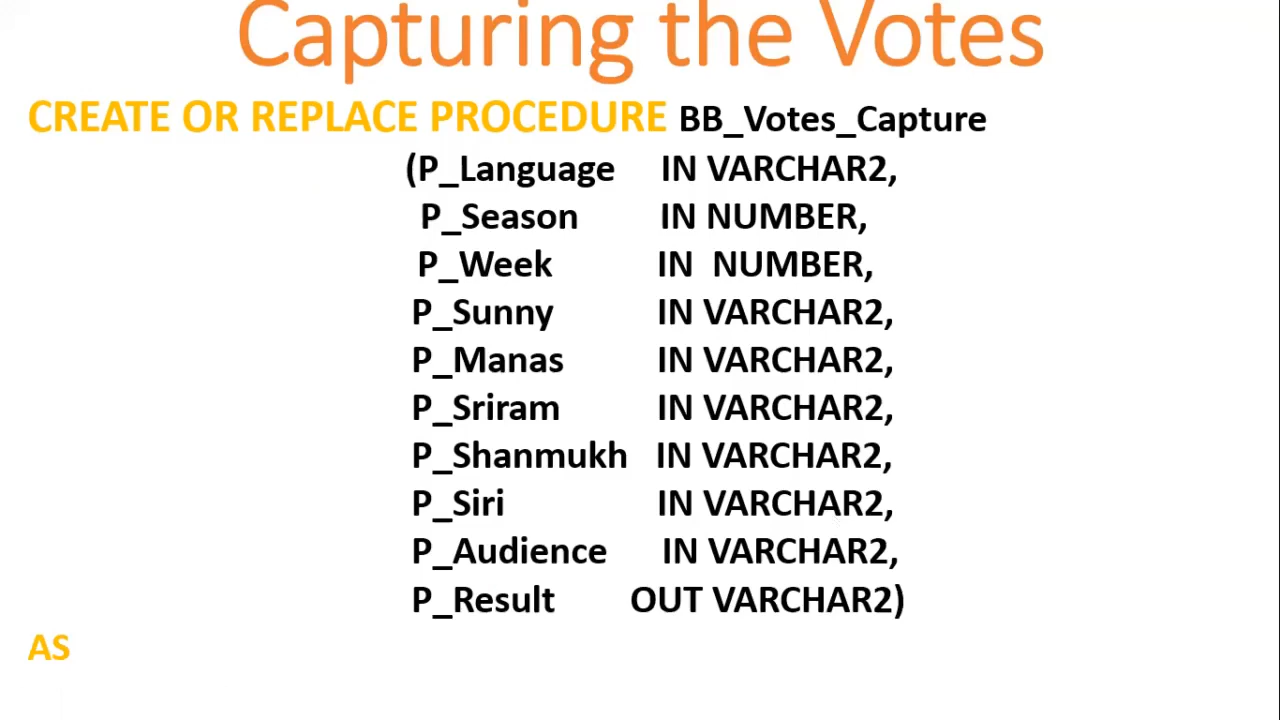 Capturing the Votes
CREATE OR REPLACE PROCEDURE BB_Votes_Capture
(P_Language IN VARCHAR2,
P_Season IN NUMBER,
P_Week IN NUMBER,
P_Sunny IN VARCHAR2,
P_Manas IN VARCHAR2,
P_Sriram IN VARCHAR2,
P_Shanmukh IN VARCHAR2,
P_Siri IN VARCHAR2,
P_Audience IN VARCHAR2,
P_Result OUT VARCHAR2)
AS